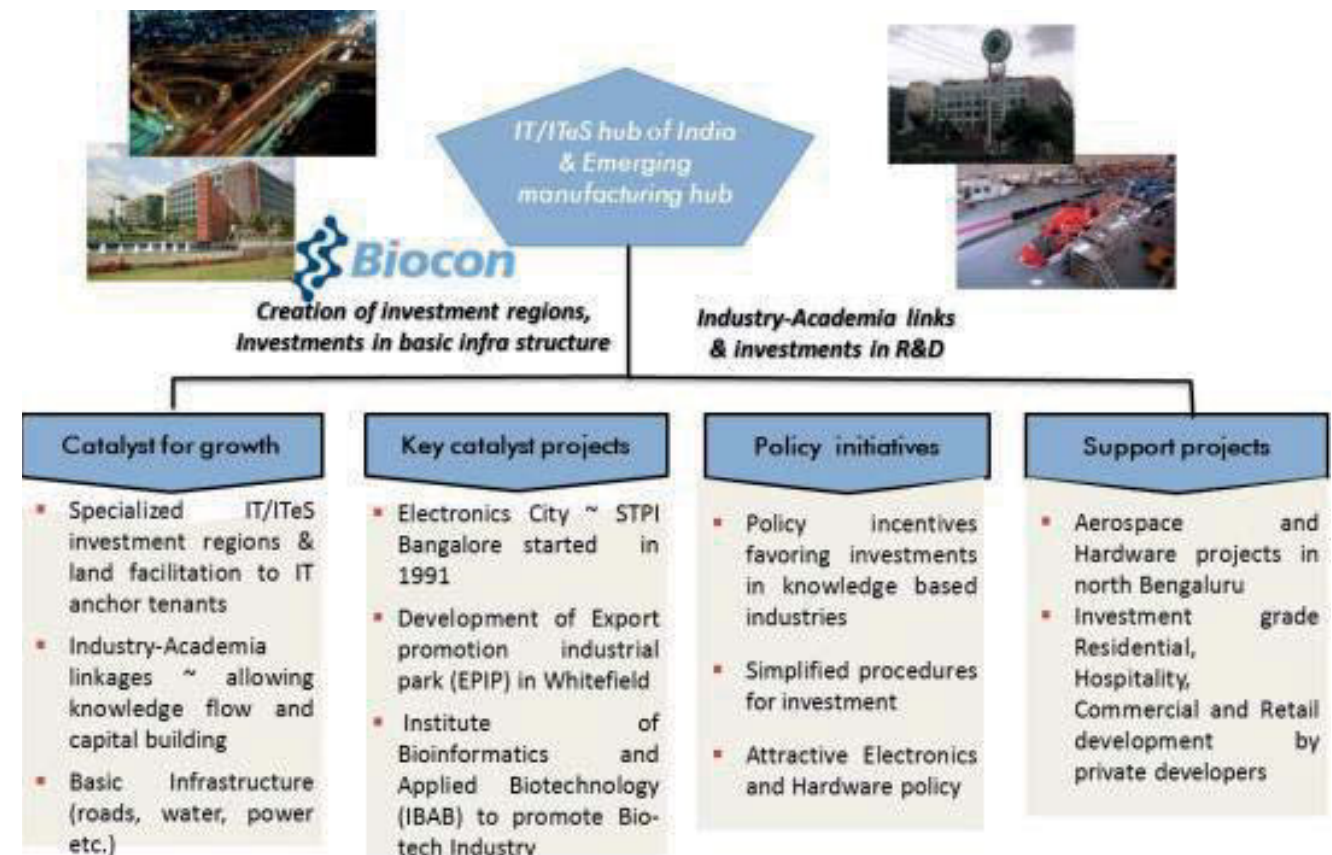 IT/ITeS hub of India
& Emerging
manufacturing hub
Biocon
Creation of investment regions,
Investments in basic infra structure
Industry-Academia links
& investments in R&D
Catalyst for growth
▪ Specialized IT/ITeS
investment regions &
land facilitation to IT
anchor tenants
▪ Industry-Academia
linkages ~ allowing
knowledge flow and
capital building
▪ Basic Infrastructure
(roads, water, power
etc.)
Key catalyst projects
▪ Electronics City ~ STPI
Bangalore started in
1991
▪ Development of Export
promotion industrial
park (EPIP) in Whitefield
▪ Institute of
Bioinformatics and
Applied Biotechnology
(IBAB) to promote Bio-
tech Industry
Policy initiatives
▪ Policy incentives
favoring investments
in knowledge based
industries
▪ Simplified procedures
for investment
▪ Attractive Electronics
and Hardware policy
Support projects
▪ Aerospace and
Hardware projects in
north Bengaluru
▪ Investment grade
Residential,
Hospitality,
Commercial and Retail
development by
private developers